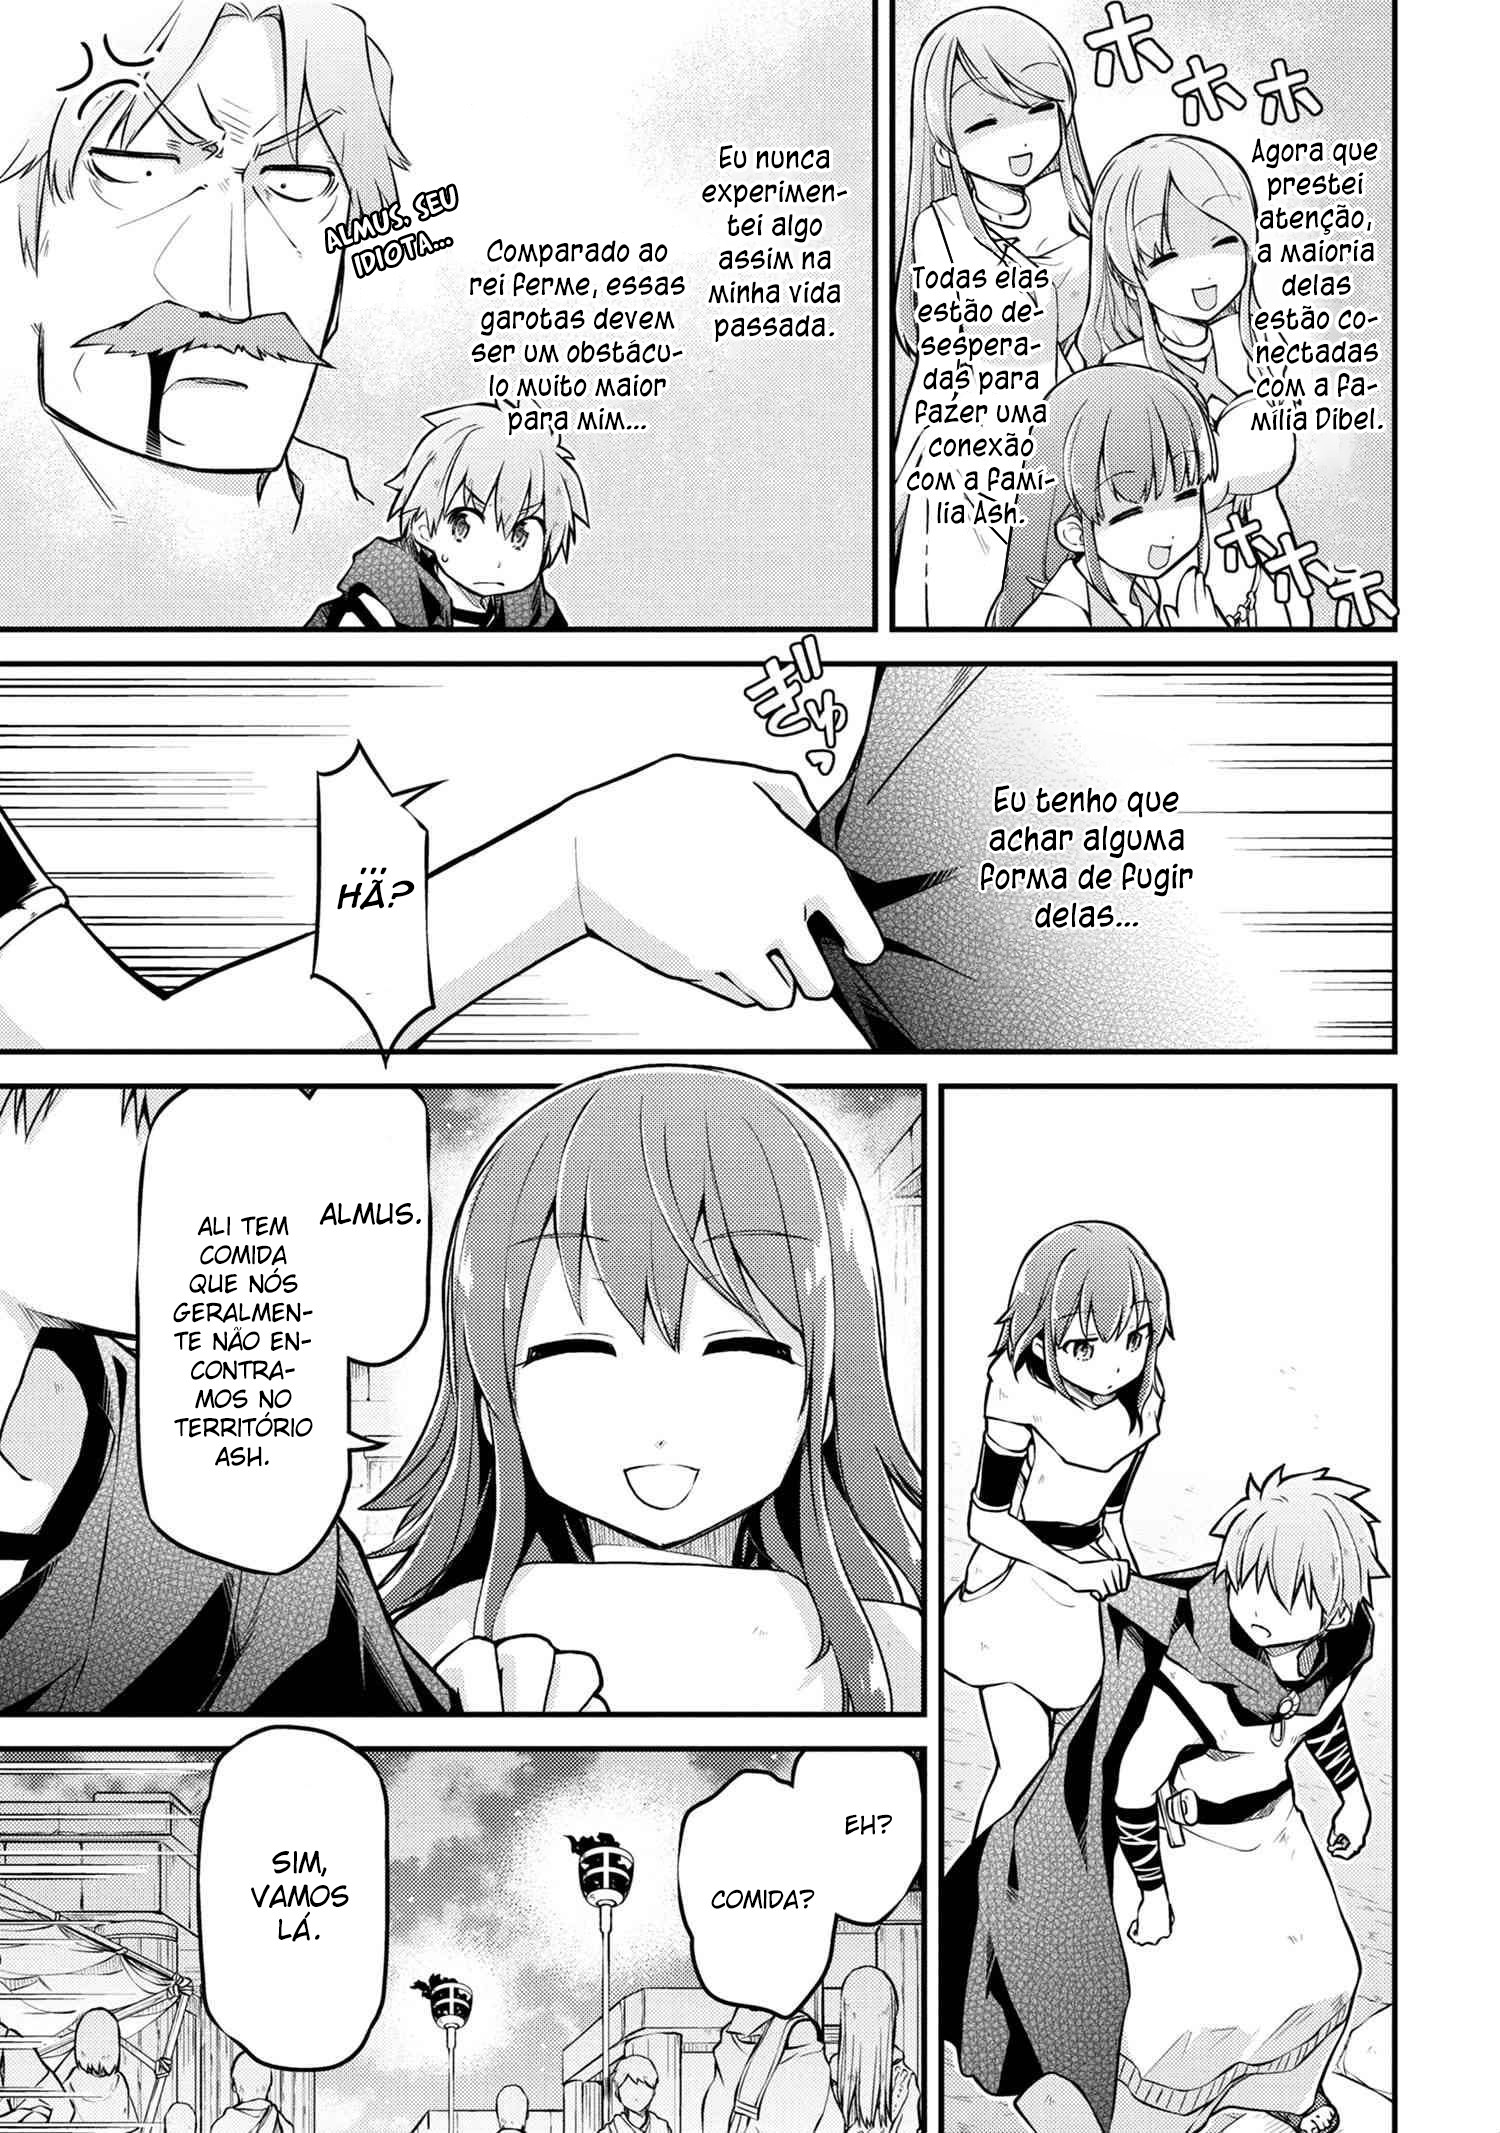 ホ
ホ
ホ
Agora que
prestei
atenção,
a maioria
delas
estão co-
nectadas
com a fa-
mília Dibel.
Todas elas
estão de-
sespera-
das para
fazer uma
conexão
com a famí-
lia Ash.
ホ
ホ
ホ
Eu nunca
experimen-
tei algo
assim na
minha vida
passada.
Comparado ao
rei ferme, essas
garotas devem
ser um obstácu-
lo muito maior
para mim...
ALMUS, SEU
IDIOTA...
Eu tenho que
achar alguma
forma de fugir
delas...
ぎゅっ
...
HÃ?
ALMUS.
ALI TEM
COMIDA
QUE NÓS
GERALMEN-
TE NÃO EN-
CONTRA-
MOS NO
TERRITÓRIO
ASH.
EH?
COMIDA?
SIM,
VAMOS
LÁ.